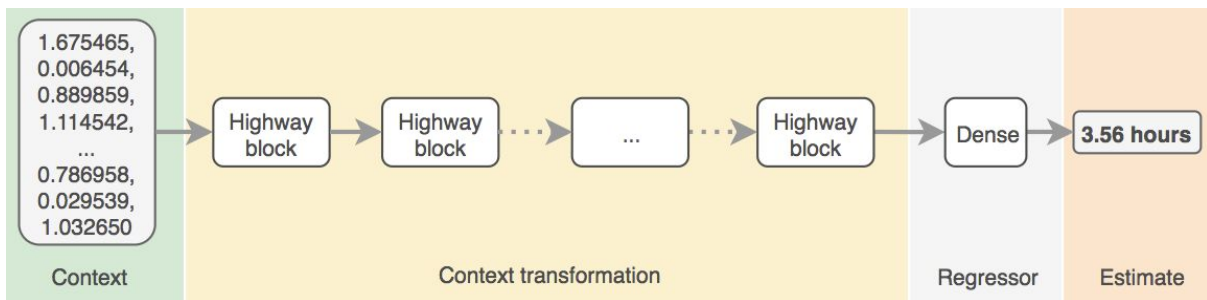 1.675465,
0.006454,
0.889859,
1.114542,
...
0.786958,
0.029539,
1.032650
Highway
block
Highway
block
...
Highway
block
Dense
3.56 hours
Context
Context transformation
Regressor
Estimate